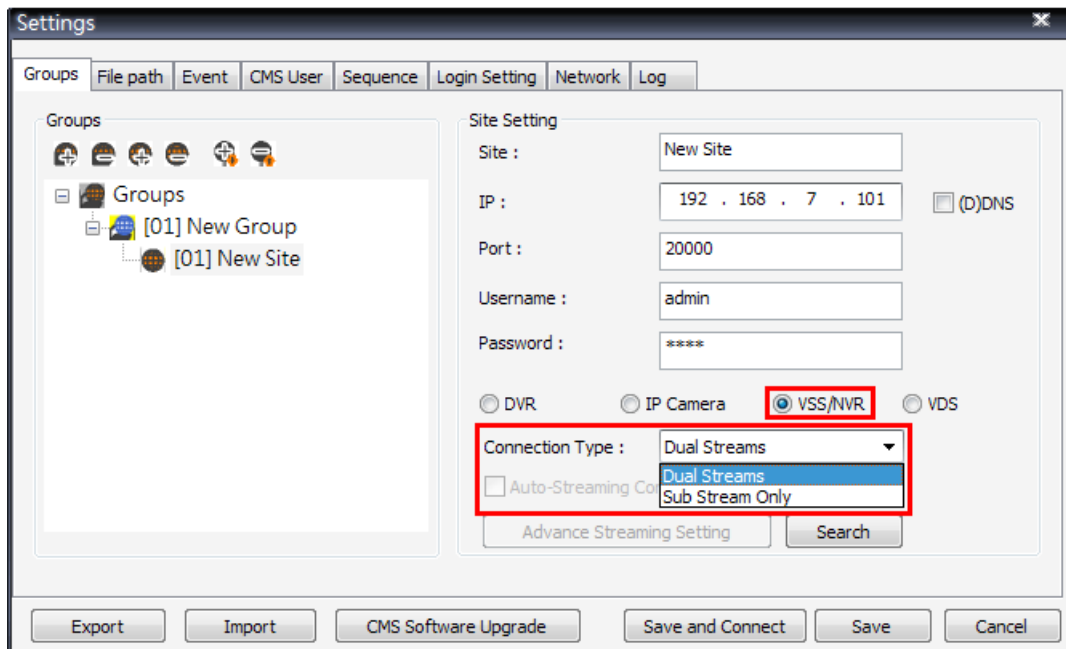 Settings
Groups File path Event CMS User Sequence Login Setting Network Log
Groups
Groups
[01] New Group
[01] New Site
Site Setting
Site : New Site
IP : 192 . 168 . 7 . 101 (D)DNS
Port : 20000
Username : admin
Password : ****
DVR IP Camera VSS/NVR VDS
Connection Type : Dual Streams
Dual Streams
Auto-Streaming
Sub Stream Only
Advance Streaming Setting Search
Export Import CMS Software Upgrade Save and Connect Save Cancel